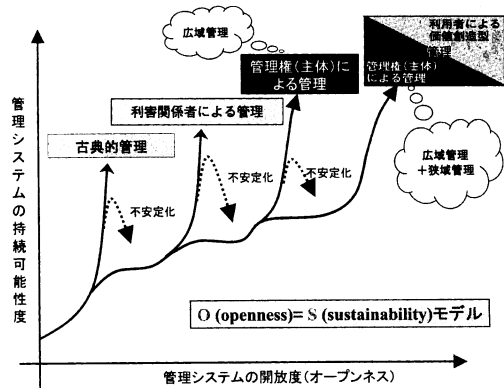 広域管理
利用者による
価値創造型
管理
管理権(主体)に
よる管理
管理権(主体)
による管理
利害関係者による管理
古典的管理
広域管理
+狭域管理
不安定化
不安定化
不安定化
管理システムの持続可能性度
O (openness)= S (sustainability)モデル
管理システムの開放度(オープンネス)